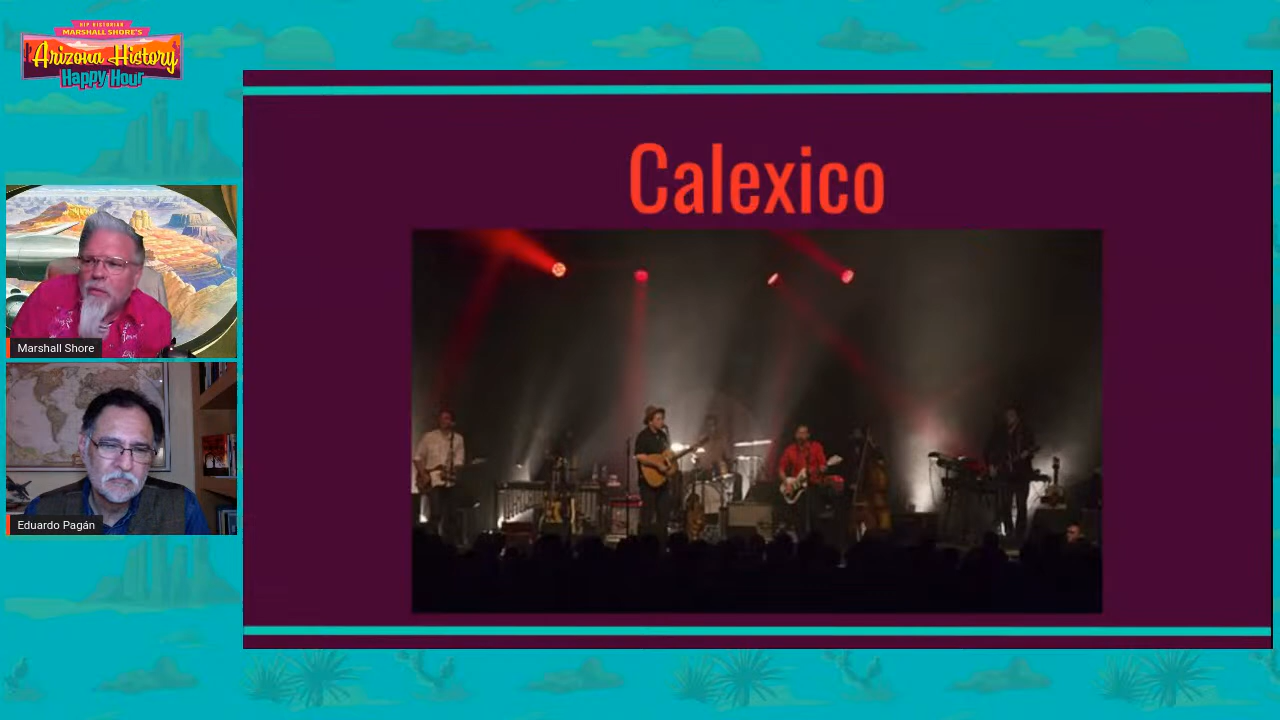 HIP HISTORIAN
MARSHALL SHORE'S
Arizona History
Happy Hour
Calexico
Marshall Shore
Eduardo Pagán